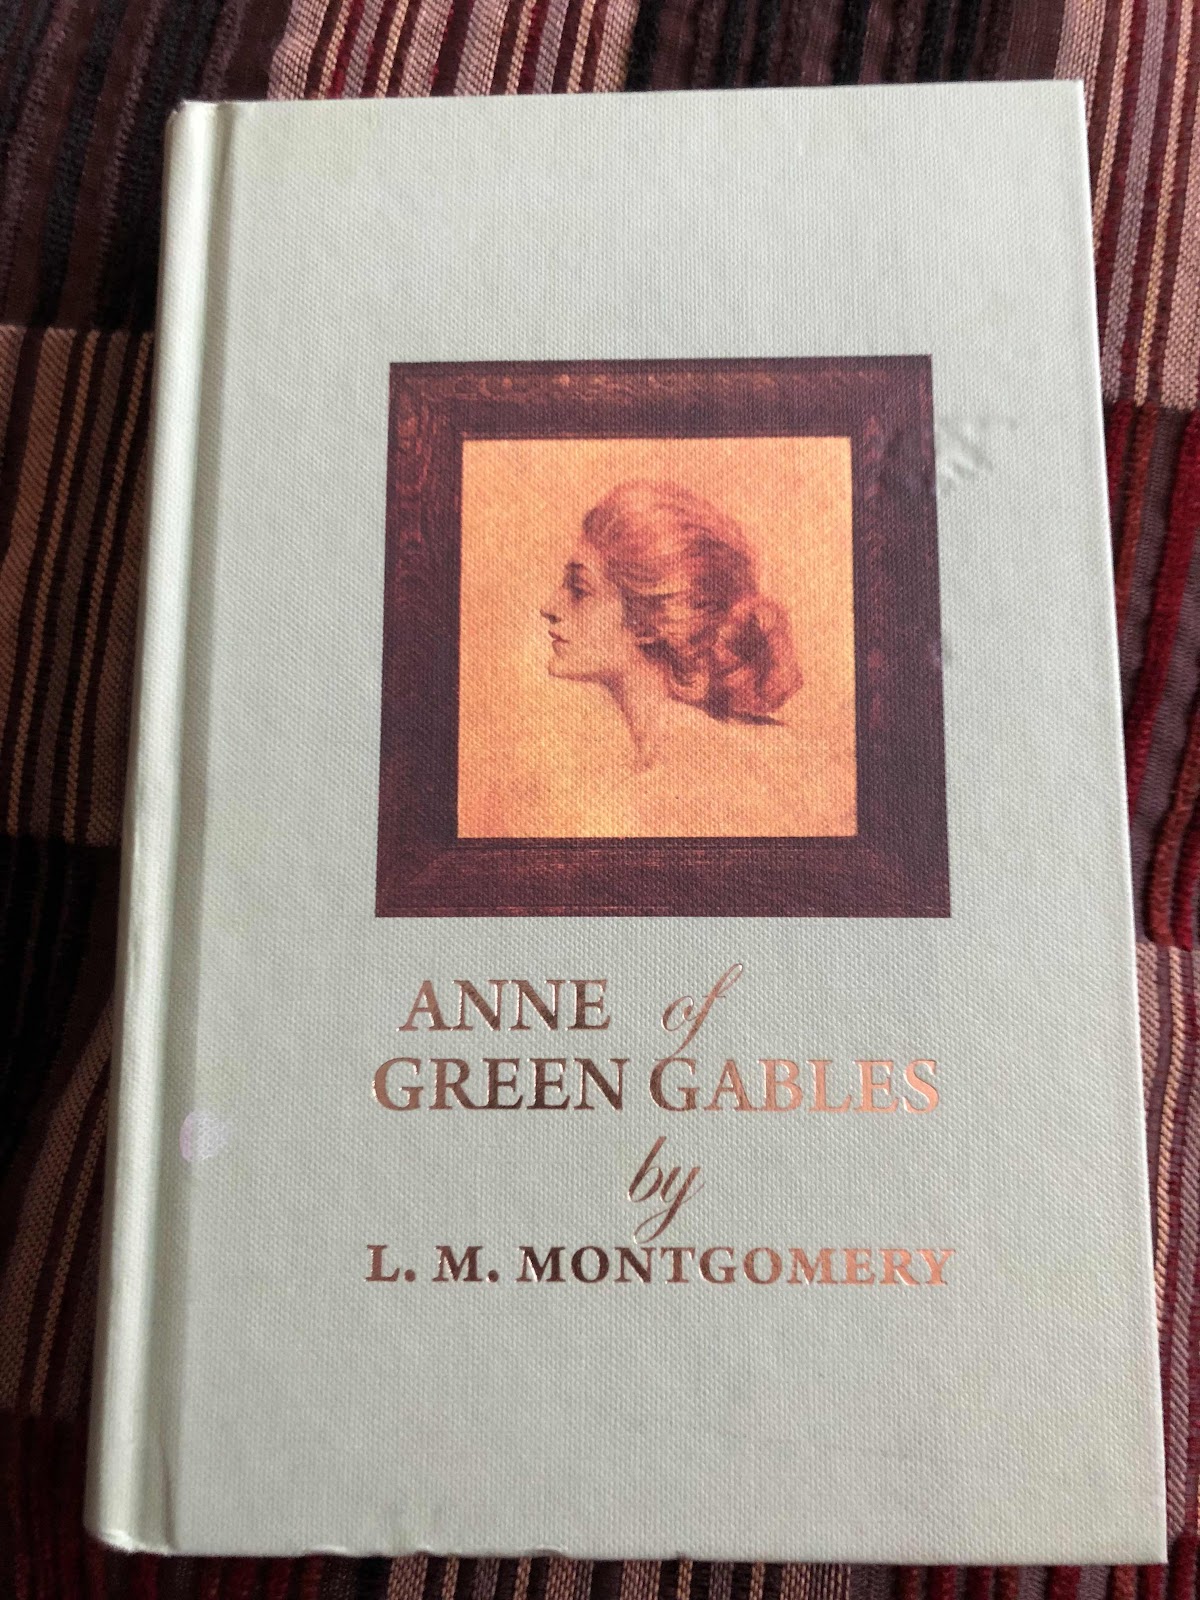 ANNE of
GREEN GABLES
by
L. M. MONTGOMERY